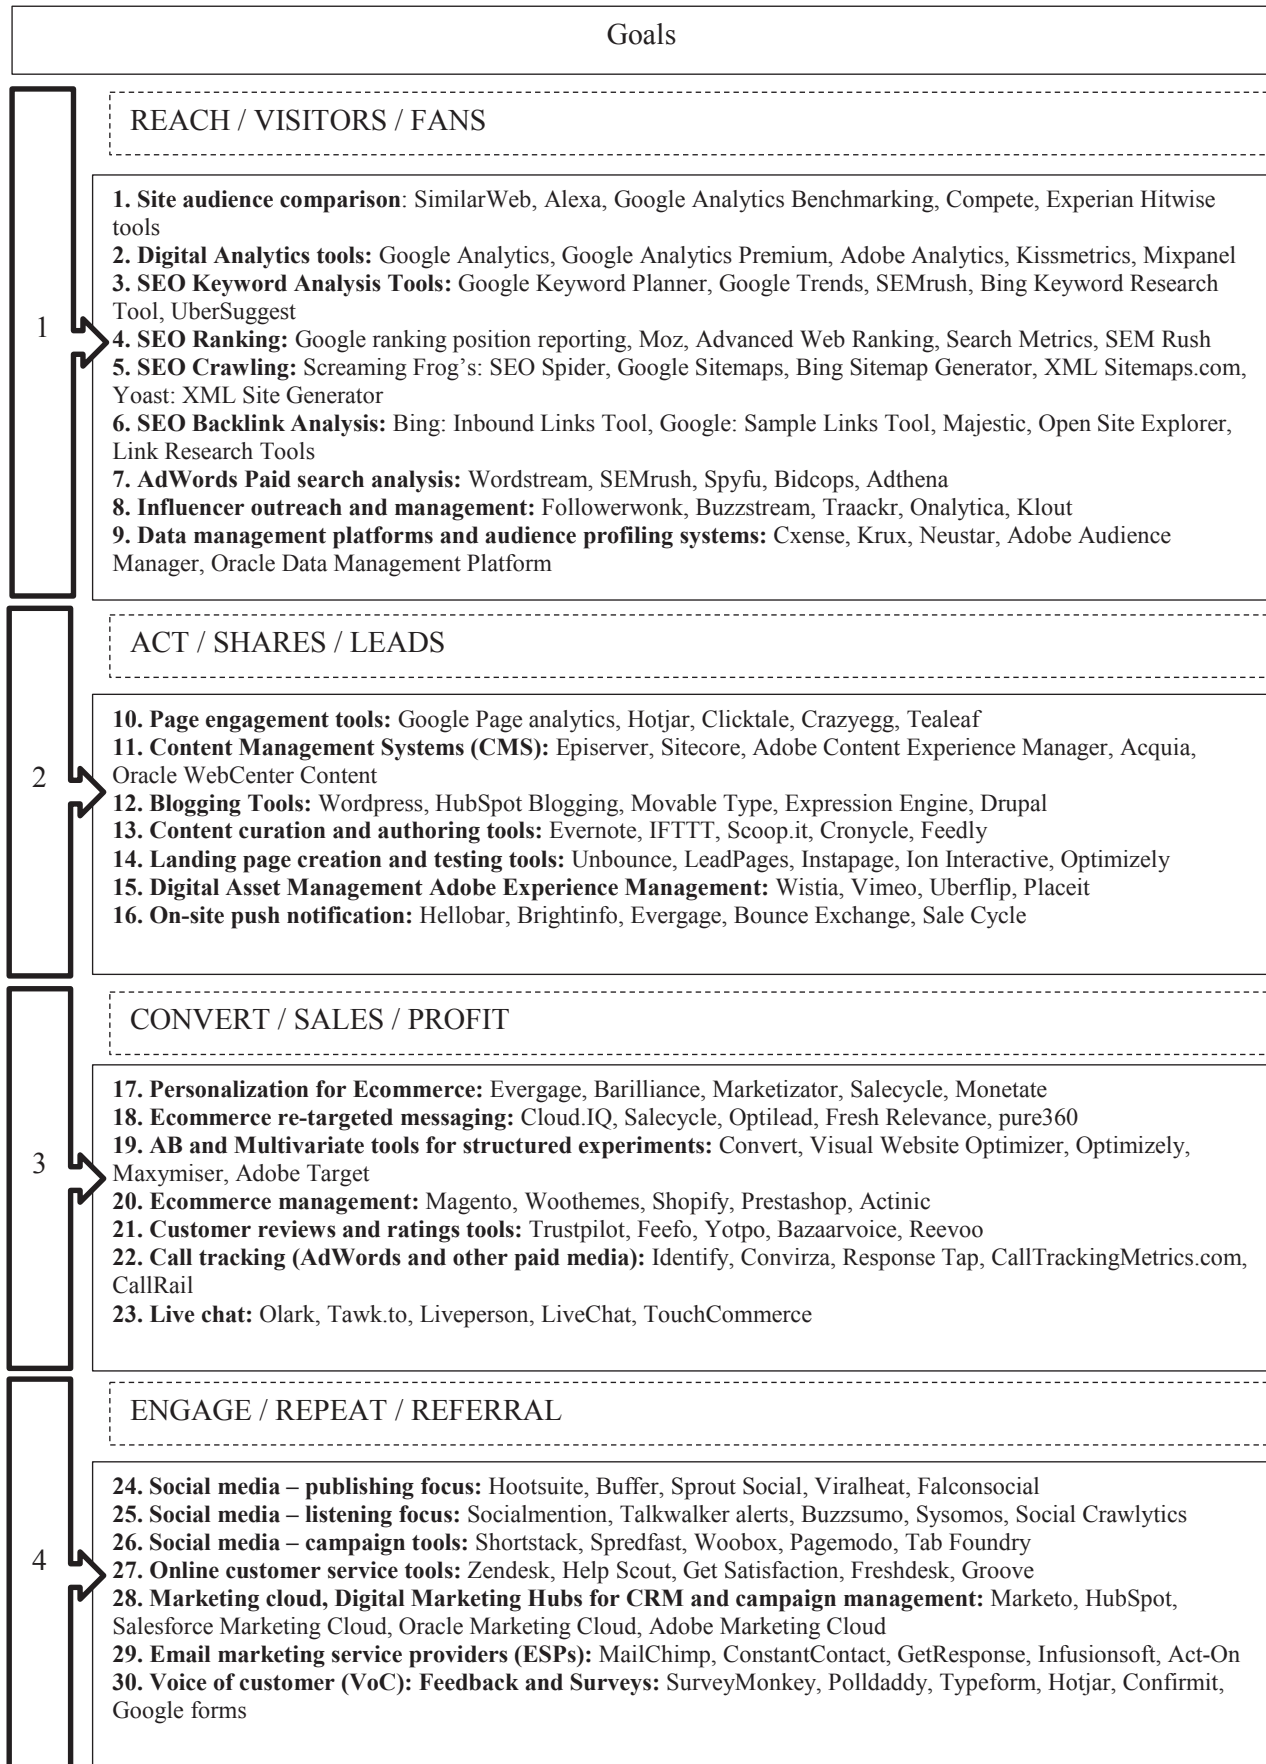 Goals
REACH / VISITORS / FANS
1
1. Site audience comparison: SimilarWeb, Alexa, Google Analytics Benchmarking, Compete, Experian Hitwise
tools
2. Digital Analytics tools: Google Analytics, Google Analytics Premium, Adobe Analytics, Kissmetrics, Mixpanel
3. SEO Keyword Analysis Tools: Google Keyword Planner, Google Trends, SEMrush, Bing Keyword Research
Tool, UberSuggest
4. SEO Ranking: Google ranking position reporting, Moz, Advanced Web Ranking, Search Metrics, SEM Rush
5. SEO Crawling: Screaming Frog’s: SEO Spider, Google Sitemaps, Bing Sitemap Generator, XML Sitemaps.com,
Yoast: XML Site Generator
6. SEO Backlink Analysis: Bing: Inbound Links Tool, Google: Sample Links Tool, Majestic, Open Site Explorer,
Link Research Tools
7. AdWords Paid search analysis: Wordstream, SEMrush, Spyfu, Bidcops, Adthena
8. Influencer outreach and management: Followerwonk, Buzzstream, Traackr, Onalytica, Klout
9. Data management platforms and audience profiling systems: Cxense, Krux, Neustar, Adobe Audience
Manager, Oracle Data Management Platform
ACT / SHARES / LEADS
2
10. Page engagement tools: Google Page analytics, Hotjar, Clicktale, Crazyegg, Tealeaf
11. Content Management Systems (CMS): Episerver, Sitecore, Adobe Content Experience Manager, Acquia,
Oracle WebCenter Content
12. Blogging Tools: Wordpress, HubSpot Blogging, Movable Type, Expression Engine, Drupal
13. Content curation and authoring tools: Evernote, IFTTT, Scoop.it, Cronycle, Feedly
14. Landing page creation and testing tools: Unbounce, LeadPages, Instapage, Ion Interactive, Optimizely
15. Digital Asset Management Adobe Experience Management: Wistia, Vimeo, Uberflip, Placeit
16. On-site push notification: Hellobar, Brightinfo, Evergage, Bounce Exchange, Sale Cycle
CONVERT / SALES / PROFIT
3
17. Personalization for Ecommerce: Evergage, Barilliance, Marketizator, Salecycle, Monetate
18. Ecommerce re-targeted messaging: Cloud.IQ, Salecycle, Optilead, Fresh Relevance, pure360
19. AB and Multivariate tools for structured experiments: Convert, Visual Website Optimizer, Optimizely,
Maxymiser, Adobe Target
20. Ecommerce management: Magento, Woothemes, Shopify, Prestashop, Actinic
21. Customer reviews and ratings tools: Trustpilot, Feefo, Yotpo, Bazaarvoice, Reevoo
22. Call tracking (AdWords and other paid media): Identify, Convirza, Response Tap, CallTrackingMetrics.com,
CallRail
23. Live chat: Olark, Tawk.to, Liveperson, LiveChat, TouchCommerce
ENGAGE / REPEAT / REFERRAL
4
24. Social media – publishing focus: Hootsuite, Buffer, Sprout Social, Viralheat, Falconsocial
25. Social media – listening focus: Socialmention, Talkwalker alerts, Buzzsumo, Sysomos, Social Crawlytics
26. Social media – campaign tools: Shortstack, Spredfast, Woobox, Pagemodo, Tab Foundry
27. Online customer service tools: Zendesk, Help Scout, Get Satisfaction, Freshdesk, Groove
28. Marketing cloud, Digital Marketing Hubs for CRM and campaign management: Marketo, HubSpot,
Salesforce Marketing Cloud, Oracle Marketing Cloud, Adobe Marketing Cloud
29. Email marketing service providers (ESPs): MailChimp, ConstantContact, GetResponse, Infusionsoft, Act-On
30. Voice of customer (VoC): Feedback and Surveys: SurveyMonkey, Polldaddy, Typeform, Hotjar, Confirmit,
Google forms